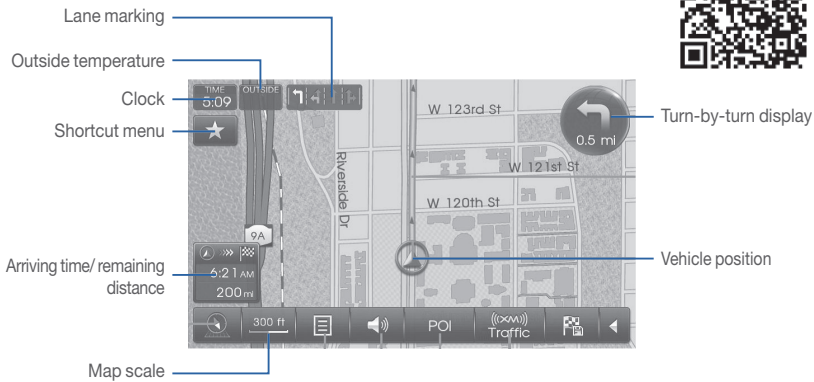 Lane marking
Outside temperature
Clock
Shortcut menu
Arriving time/ remaining
distance
Map scale
Turn-by-turn display
Vehicle position
TIME
5:09
OUTSIDE
W 123rd St
0.5 mi
W 121st St
Riverside Dr
W 120th St
9A
6:21 AM
200 mi
300 ft
POI
((XM))
Traffic